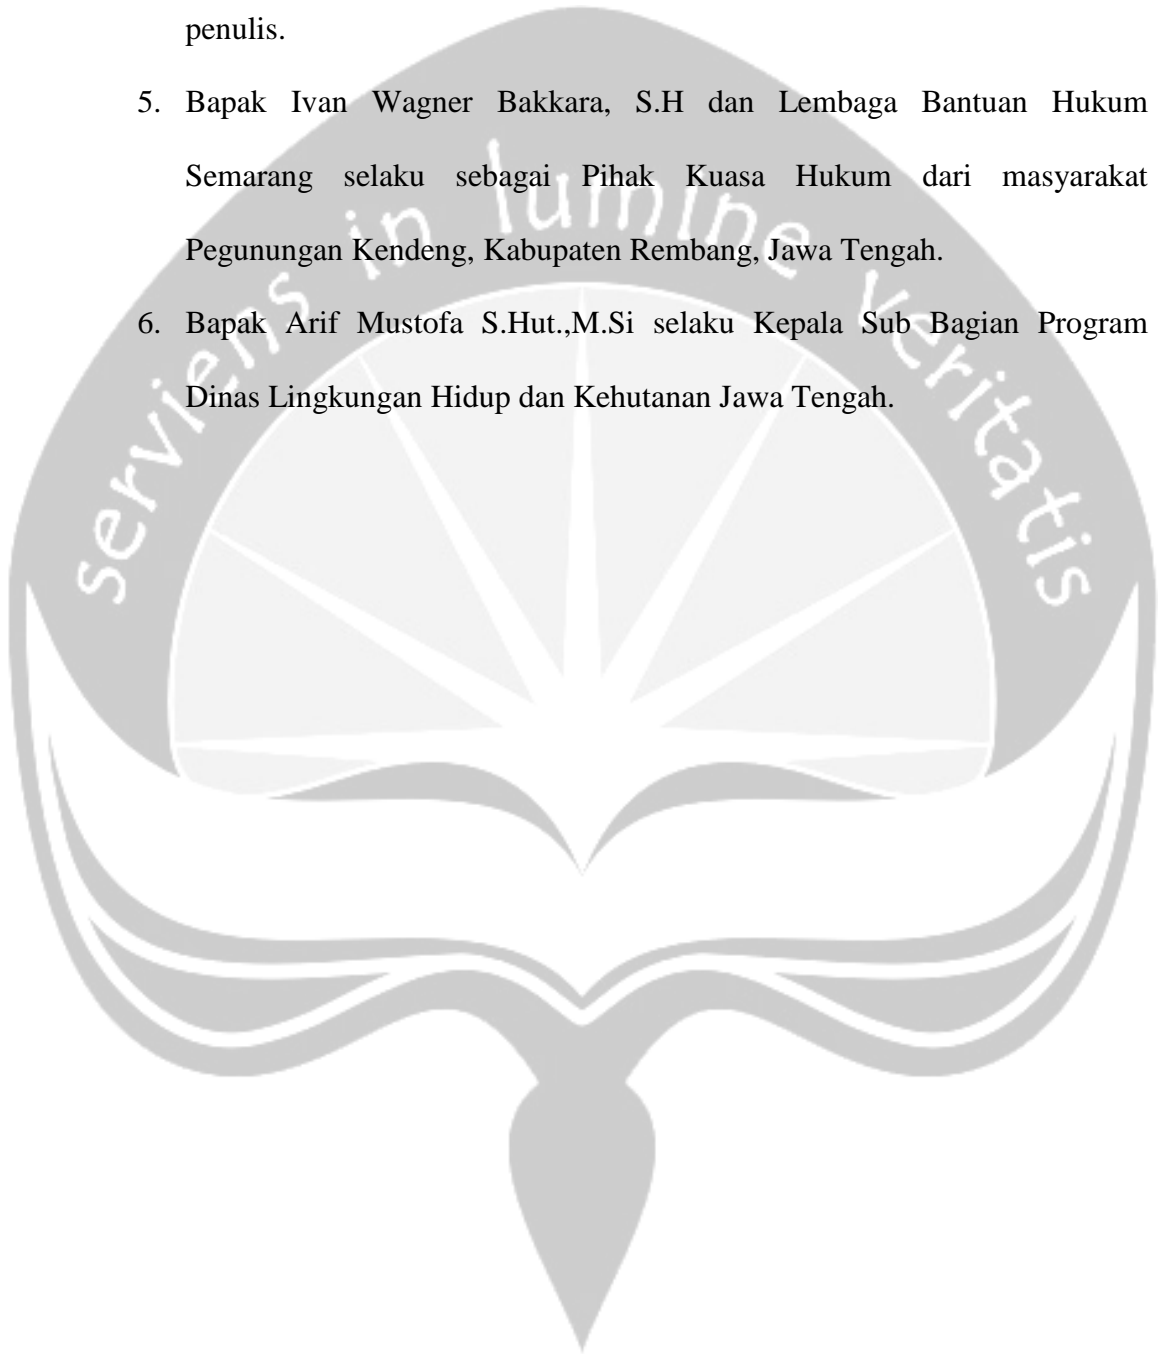 penulis.
5. Bapak Ivan Wagner Bakkara, S.H dan Lembaga Bantuan Hukum
Semarang selaku sebagai Pihak Kuasa Hukum dari masyarakat
Pegunungan Kendeng, Kabupaten Rembang, Jawa Tengah.
6. Bapak Arif Mustofa S.Hut.,M.Si selaku Kepala Sub Bagian Program
Dinas Lingkungan Hidup dan Kehutanan Jawa Tengah.
serviens in lumine veritatis